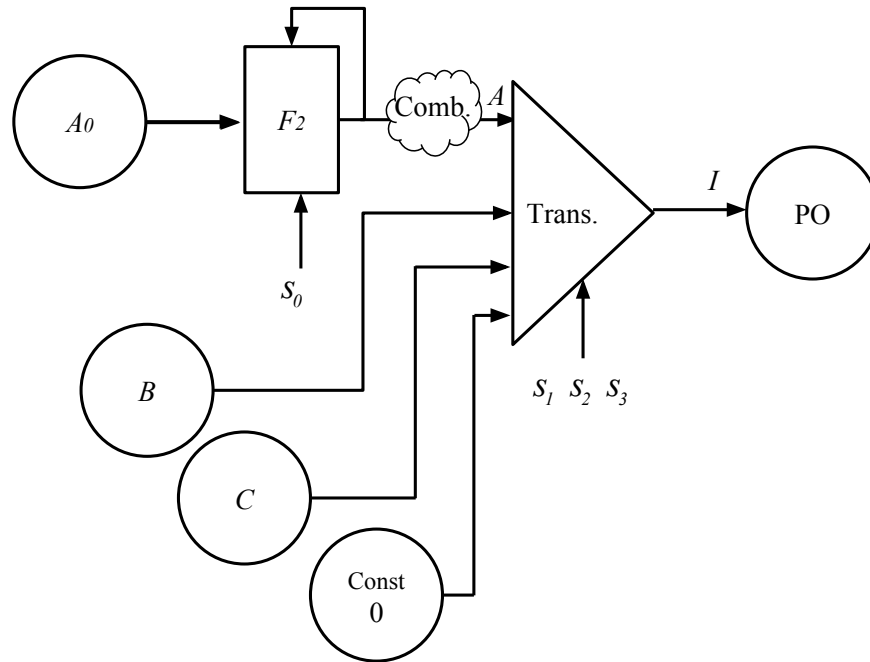 A0
F2
Comb.
A
Trans.
I
PO
S0
B
S1 S2 S3
C
Const
0